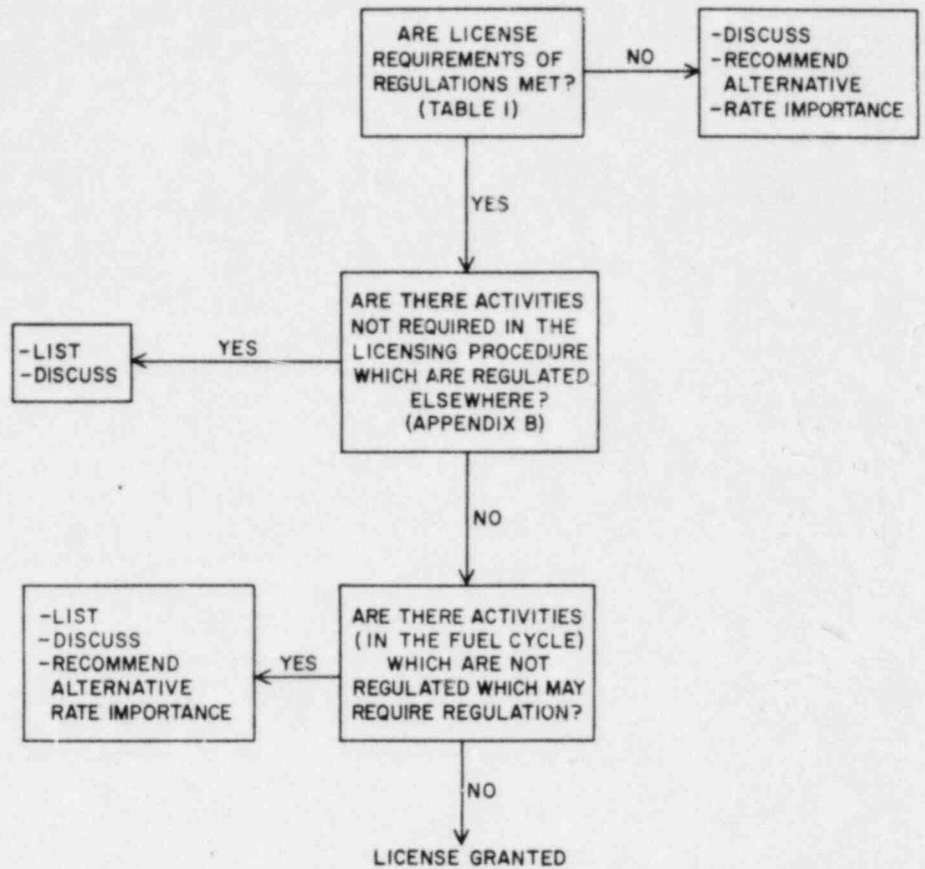 ARE LICENSE
REQUIREMENTS OF
REGULATIONS MET?
(TABLE I)
NO
-DISCUSS
-RECOMMEND
ALTERNATIVE
-RATE IMPORTANCE
YES
ARE THERE ACTIVITIES
NOT REQUIRED IN THE
LICENSING PROCEDURE
WHICH ARE REGULATED
ELSEWHERE?
(APPENDIX B)
YES
-LIST
-DISCUSS
NO
ARE THERE ACTIVITIES
(IN THE FUEL CYCLE)
WHICH ARE NOT
REGULATED WHICH MAY
REQUIRE REGULATION?
YES
-LIST
-DISCUSS
-RECOMMEND
ALTERNATIVE
RATE IMPORTANCE
NO
LICENSE GRANTED